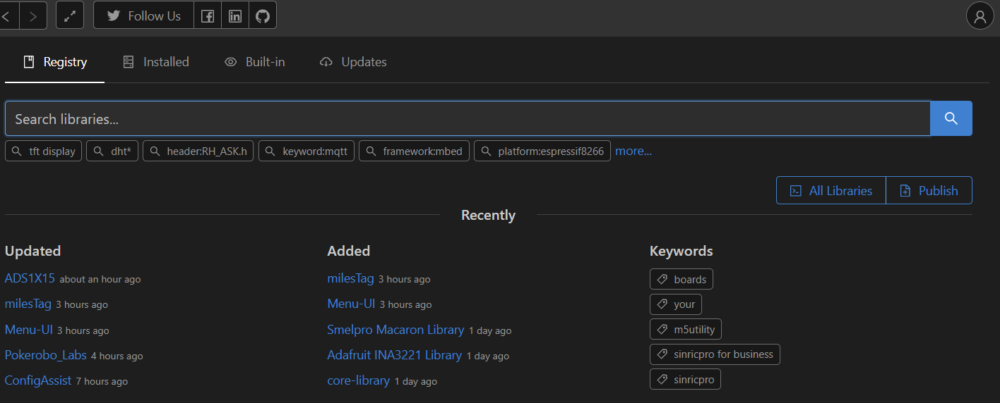 Follow Us
Registry Installed Built-in Updates
Search libraries...
tft display dht* header:RH_ASK.h keyword:mqtt framework:mbed platform:espressif8266 more...
All Libraries Publish
Recently
Updated Added Keywords
ADS1X15 about an hour ago milesTag 3 hours ago boards
milesTag 3 hours ago Menu-UI 3 hours ago your
Menu-UI 3 hours ago Smelpro Macaron Library 1 day ago m5utility
Pokerobo_Labs 4 hours ago Adafruit INA3221 Library 1 day ago sinricpro for business
ConfigAssist 7 hours ago core-library 1 day ago sinricpro